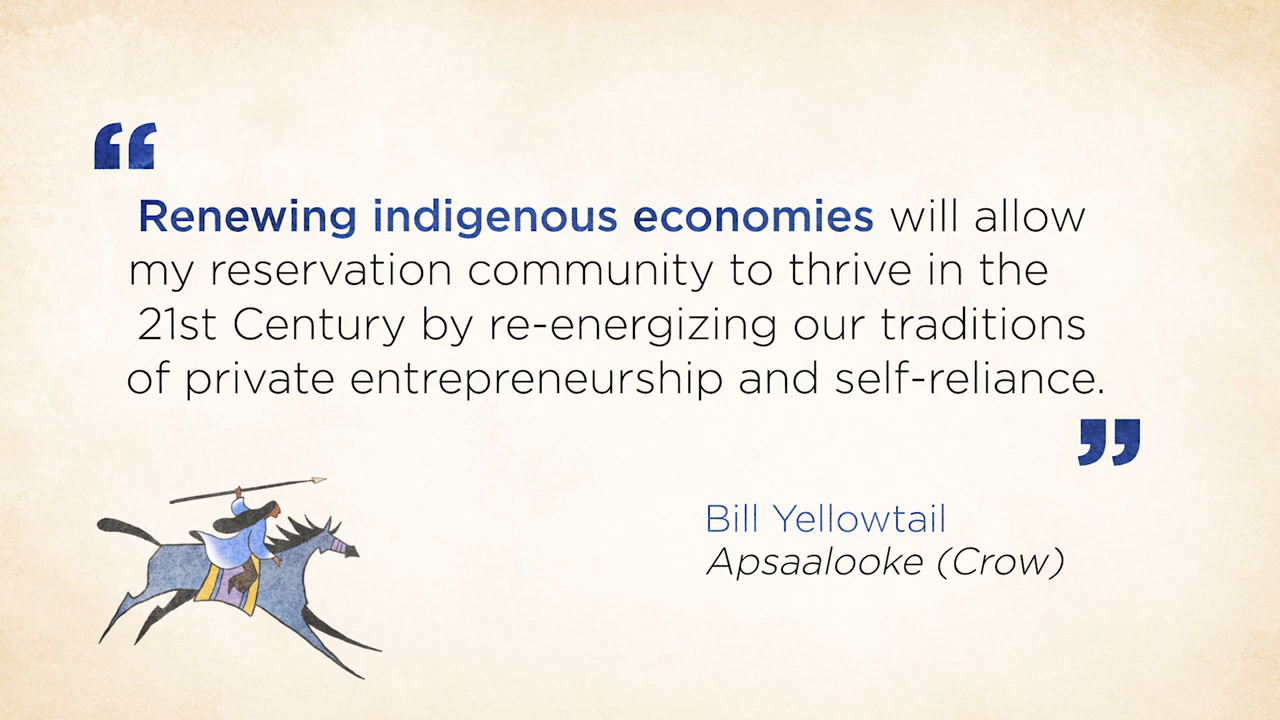 “
Renewing indigenous economies will allow
my reservation community to thrive in the
21st Century by re-energizing our traditions
of private entrepreneurship and self-reliance.
”
Bill Yellowtail
Apsaalooke (Crow)